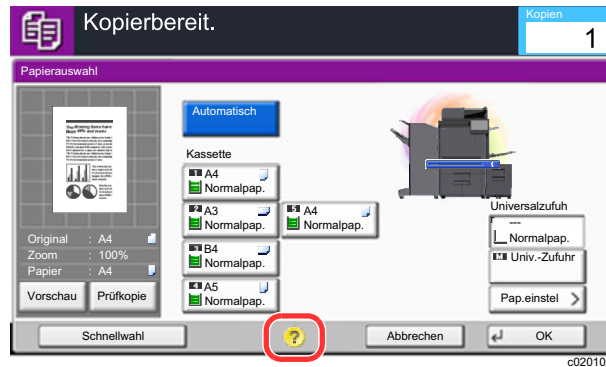 Kopierbereit.
Kopien
1
Papierauswahl
Automatisch
Kassette
1 A4
Normalpap.
2 A3
Normalpap.
5 A4
Normalpap.
3 B4
Normalpap.
4 A5
Normalpap.
Universalzufuh
---
Normalpap.
M Univ.-Zufuhr
Pap.einstel
Original : A4
Zoom : 100%
Papier : A4
Vorschau
Prüfkopie
Schnellwahl
?
Abbrechen
OK
c02010